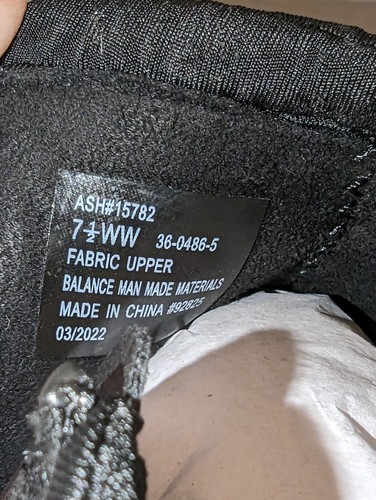 ASH#15782
7½WW 36-0486-5
FABRIC UPPER
BALANCE MAN MADE MATERIALS
MADE IN CHINA #92825
03/2022